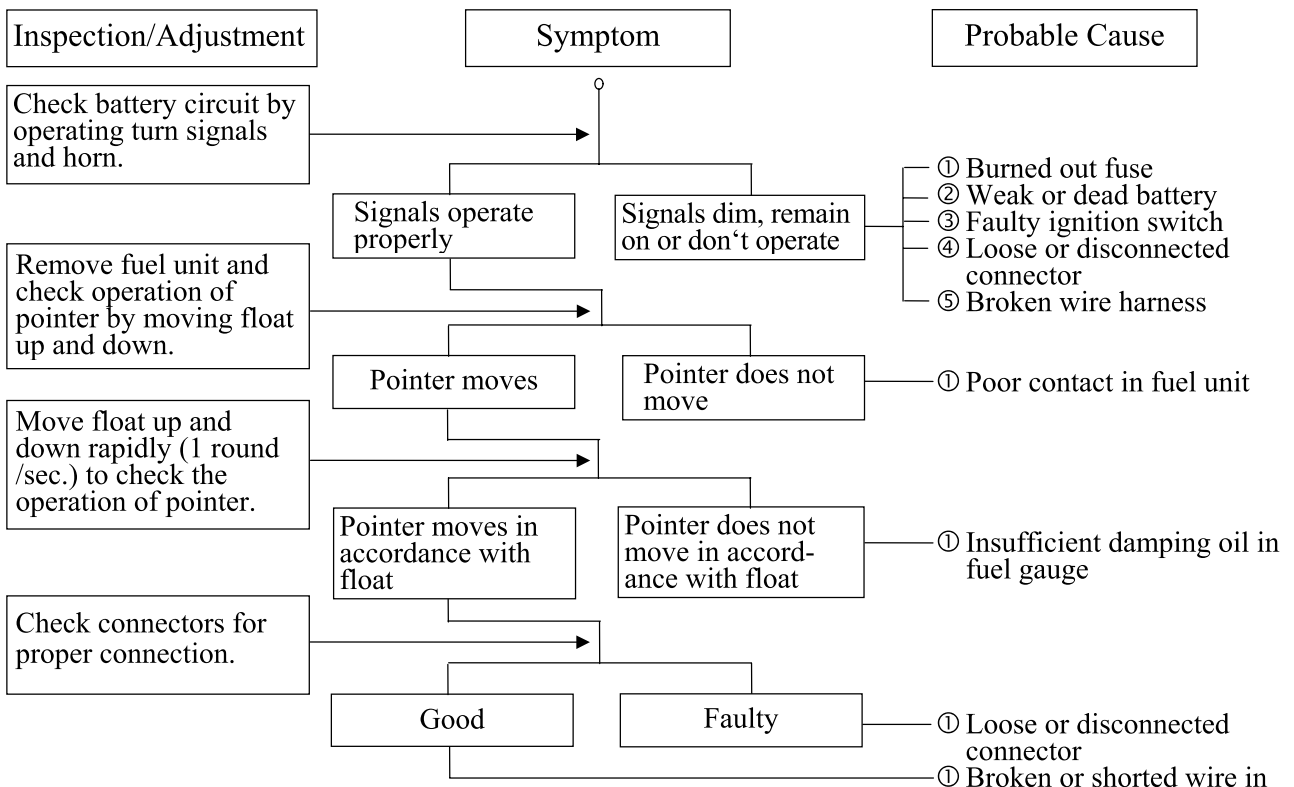 Inspection/Adjustment
Symptom
Probable Cause
Check battery circuit by
operating turn signals
and horn.
Signals operate
properly
Signals dim, remain
on or don‘t operate
① Burned out fuse
② Weak or dead battery
③ Faulty ignition switch
④ Loose or disconnected
connector
⑤ Broken wire harness
Remove fuel unit and
check operation of
pointer by moving float
up and down.
Pointer moves
Pointer does not
move
① Poor contact in fuel unit
Move float up and
down rapidly (1 round
/sec.) to check the
operation of pointer.
Pointer moves in
accordance with
float
Pointer does not
move in accord-
ance with float
① Insufficient damping oil in
fuel gauge
Check connectors for
proper connection.
Good
Faulty
① Loose or disconnected
connector
① Broken or shorted wire in